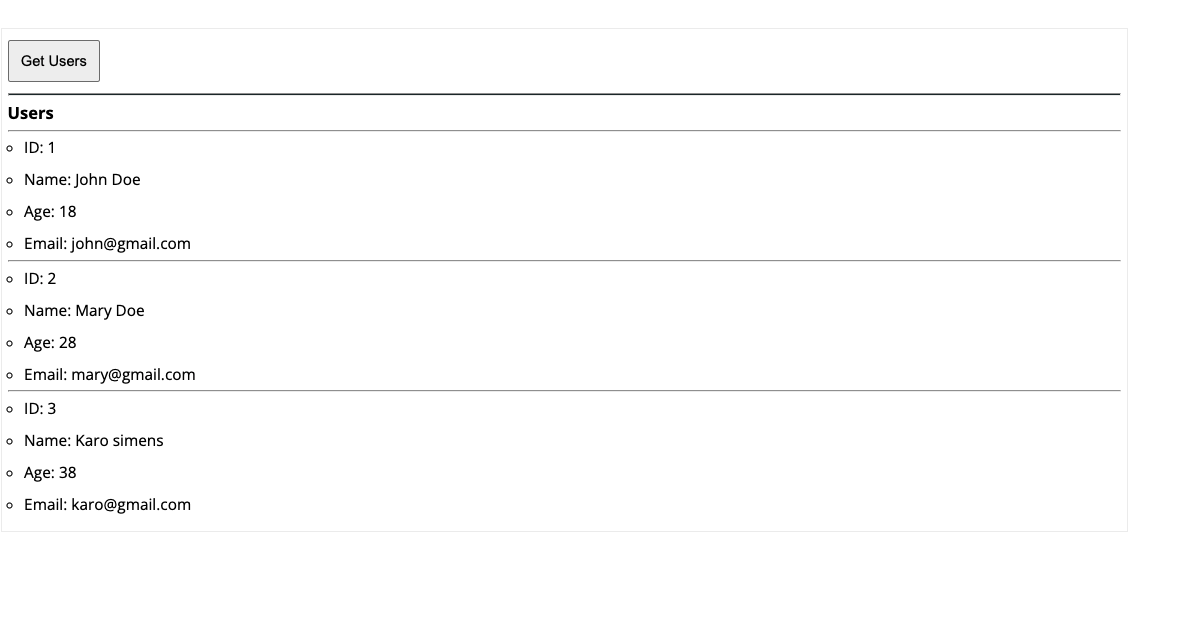 Get Users
Users
ID: 1
Name: John Doe
Age: 18
Email: john@gmail.com
ID: 2
Name: Mary Doe
Age: 28
Email: mary@gmail.com
ID: 3
Name: Karo simens
Age: 38
Email: karo@gmail.com